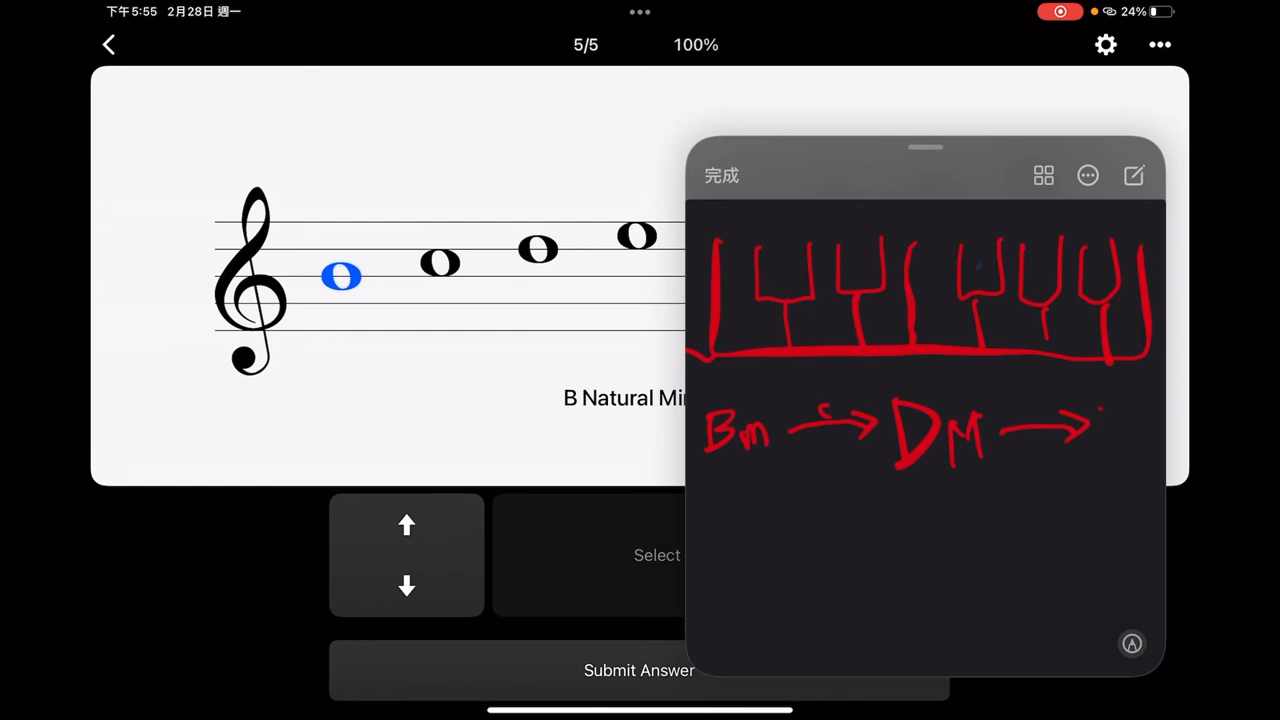 下午5:55 2月28日 週一
24%
5/5 100%
完成
B Natural Mi
Bm c DM
Select
Submit Answer